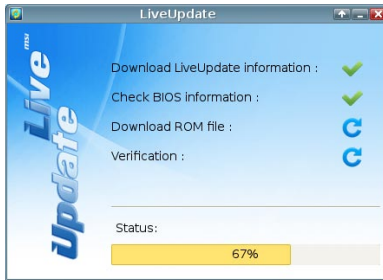 LiveUpdate
msi
Live
Update
Download LiveUpdate information :
Check BIOS information :
Download ROM file :
Verification :
Status:
67%